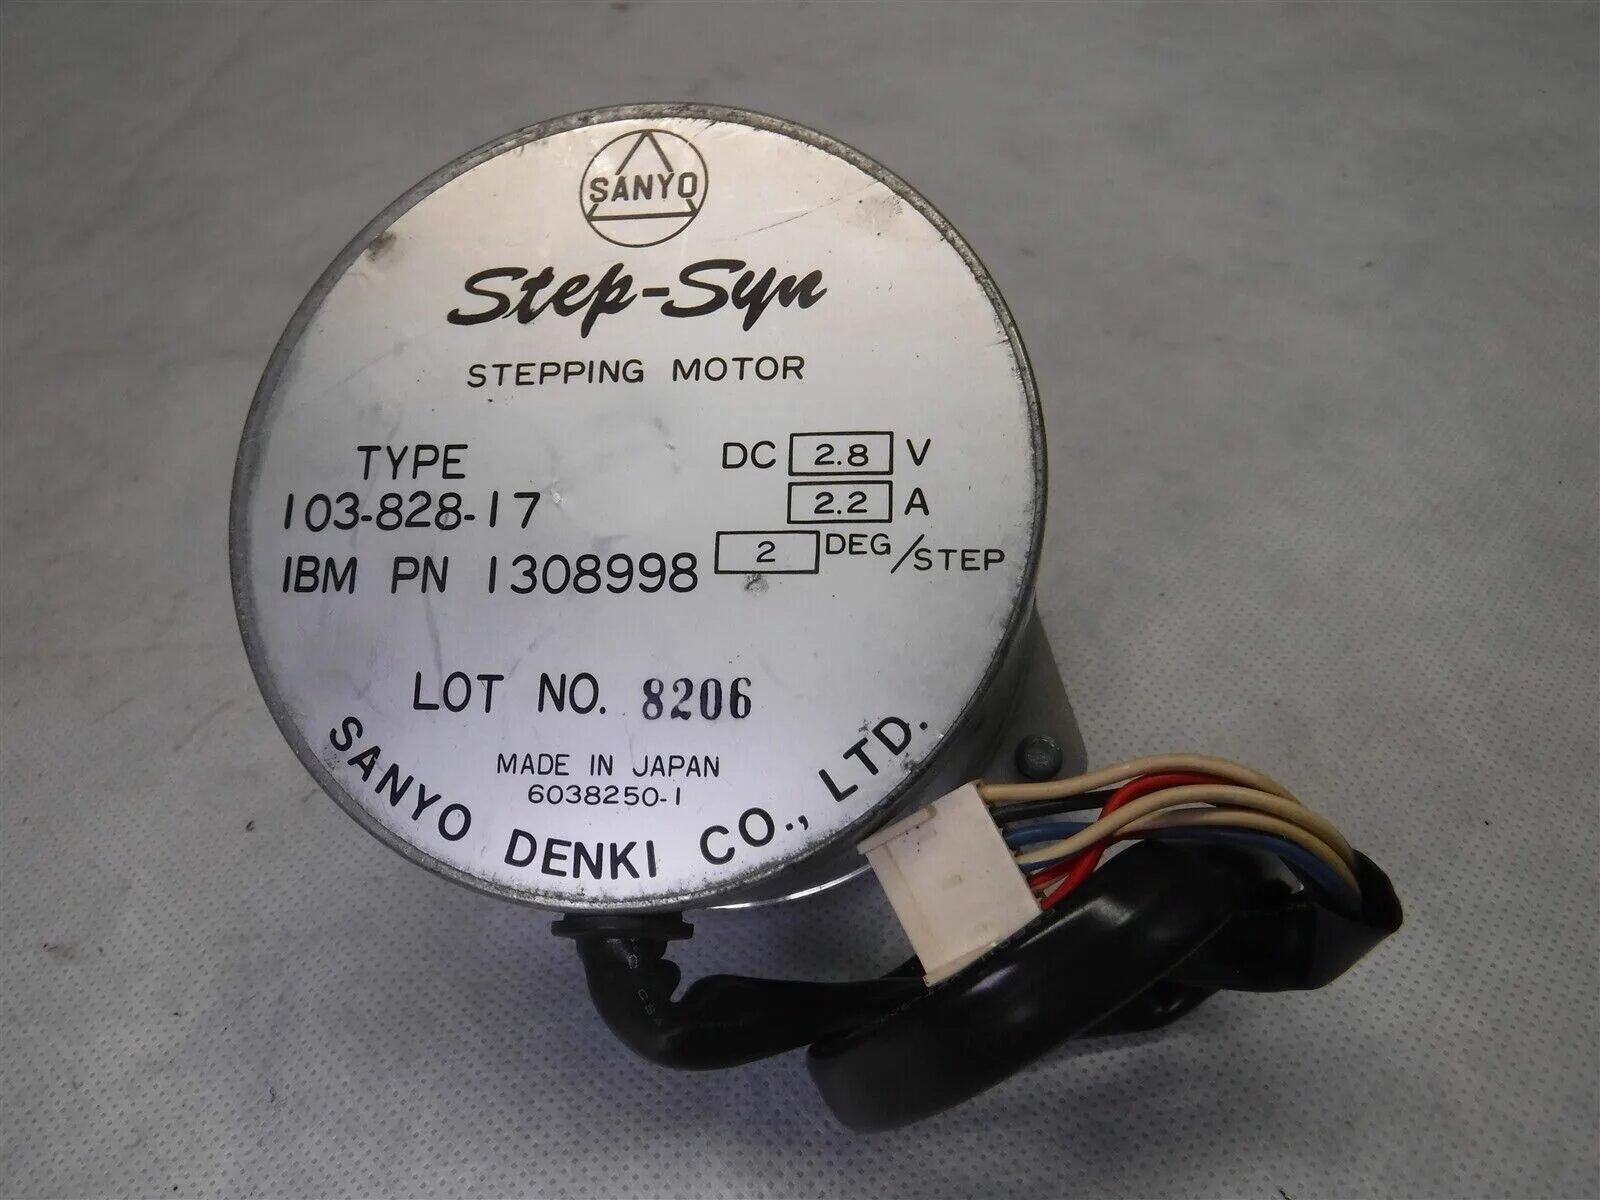 SANYO
Step-Syn
STEPPING MOTOR
TYPE
103-828-17
IBM PN 1308998
DC 2.8 V
2.2 A
2 DEG/STEP
LOT NO. 8206
MADE IN JAPAN
6038250-1
SANYO DENKI CO., LTD.